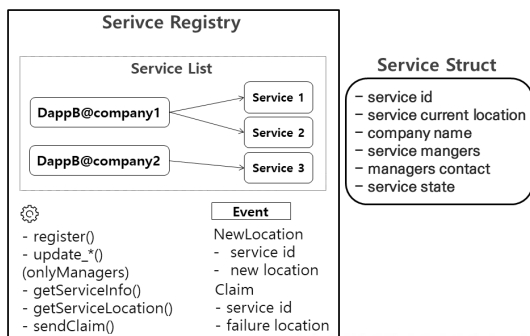 Serivce Registry
Service List
DappB@company1
Service 1
Service 2
DappB@company2
Service 3
- register()
- update_*()
(onlyManagers)
- getServiceInfo()
- getServiceLocation()
- sendClaim()
Event
NewLocation
- service id
- new location
Claim
- service id
- failure location
Service Struct
- service id
- service current location
- company name
- service mangers
- managers contact
- service state